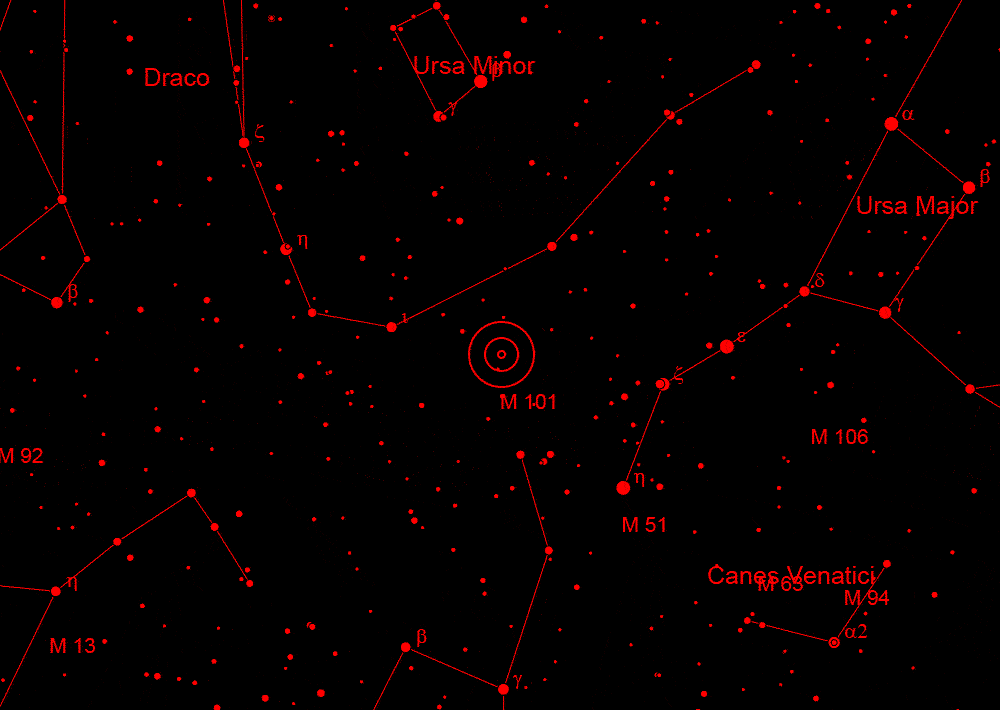 Ursa Minor
β
Draco
γ
α
ζ
β
Ursa Major
η
δ
β
γ
ι
ε
ζ
M 101
M 106
M 92
η
M 51
Canes Venatici
M 63
η
M 94
α2
β
M 13
γ